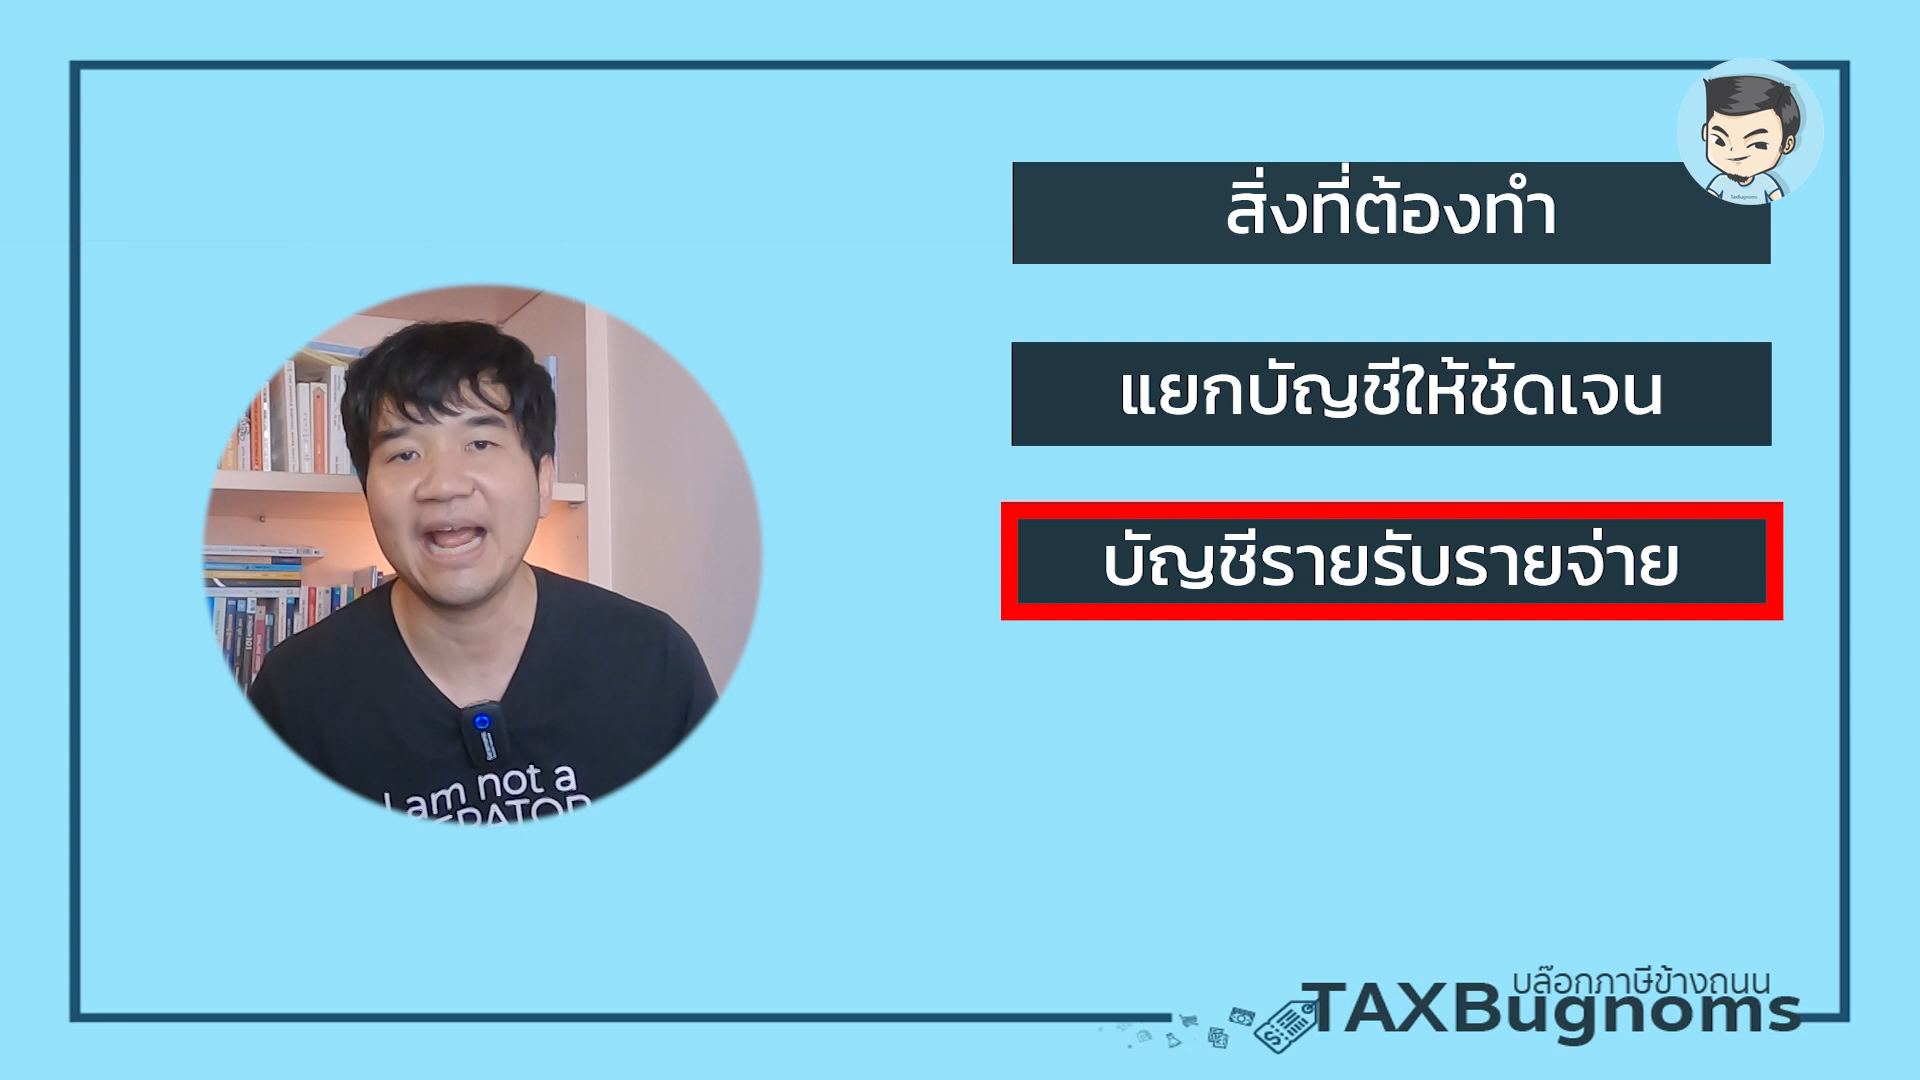 สิ่งที่ต้องทำ
แยกบัญชีให้ชัดเจน
บัญชีรายรับรายจ่าย
I am not a
บล๊อกภาษีข้างถนน
TAXBugnoms